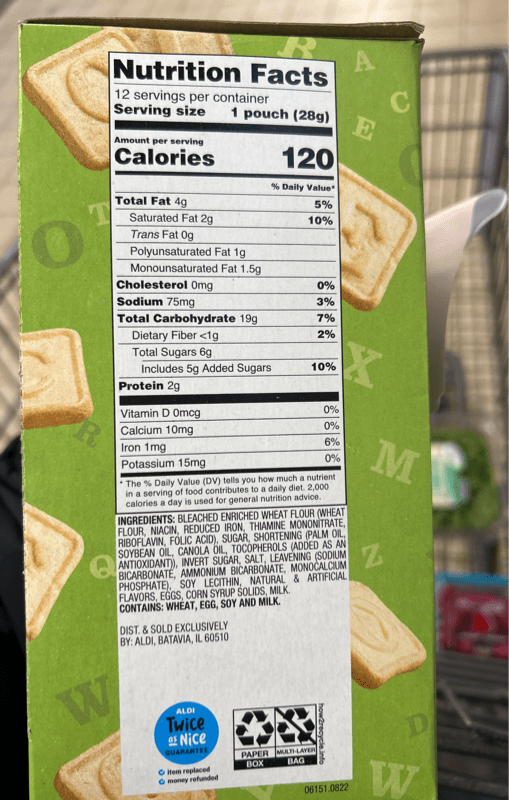 Nutrition Facts
12 servings per container
Serving size 1 pouch (28g)
Amount per serving
Calories 120
% Daily Value*
Total Fat 4g 5%
Saturated Fat 2g 10%
Trans Fat 0g
Polyunsaturated Fat 1g
Monounsaturated Fat 1.5g
Cholesterol 0mg 0%
Sodium 75mg 3%
Total Carbohydrate 19g 7%
Dietary Fiber <1g 2%
Total Sugars 6g
Includes 5g Added Sugars 10%
Protein 2g
Vitamin D 0mcg 0%
Calcium 10mg 0%
Iron 1mg 6%
Potassium 15mg 0%
* The % Daily Value (DV) tells you how much a nutrient
in a serving of food contributes to a daily diet. 2,000
calories a day is used for general nutrition advice.
INGREDIENTS: BLEACHED ENRICHED WHEAT FLOUR (WHEAT
FLOUR, NIACIN, REDUCED IRON, THIAMINE MONONITRATE,
RIBOFLAVIN, FOLIC ACID), SUGAR, SHORTENING (PALM OIL,
SOYBEAN OIL, CANOLA OIL, TOCOPHEROLS (ADDED AS AN
ANTIOXIDANT)), INVERT SUGAR, SALT, LEAVENING (SODIUM
BICARBONATE, AMMONIUM BICARBONATE, MONOCALCIUM
PHOSPHATE), SOY LECITHIN, NATURAL & ARTIFICIAL
FLAVORS, EGGS, CORN SYRUP SOLIDS, MILK.
CONTAINS: WHEAT, EGG, SOY AND MILK.
DIST. & SOLD EXCLUSIVELY
BY: ALDI, BATAVIA, IL 60510
ALDI
Twice
as Nice
GUARANTEE
item replaced
money refunded
PAPER
BOX
MULTI-LAYER
BAG
how2recycle.info
06151.0822
R
A
C
E
T
O
X
R
M
Q
Z
W
D
W